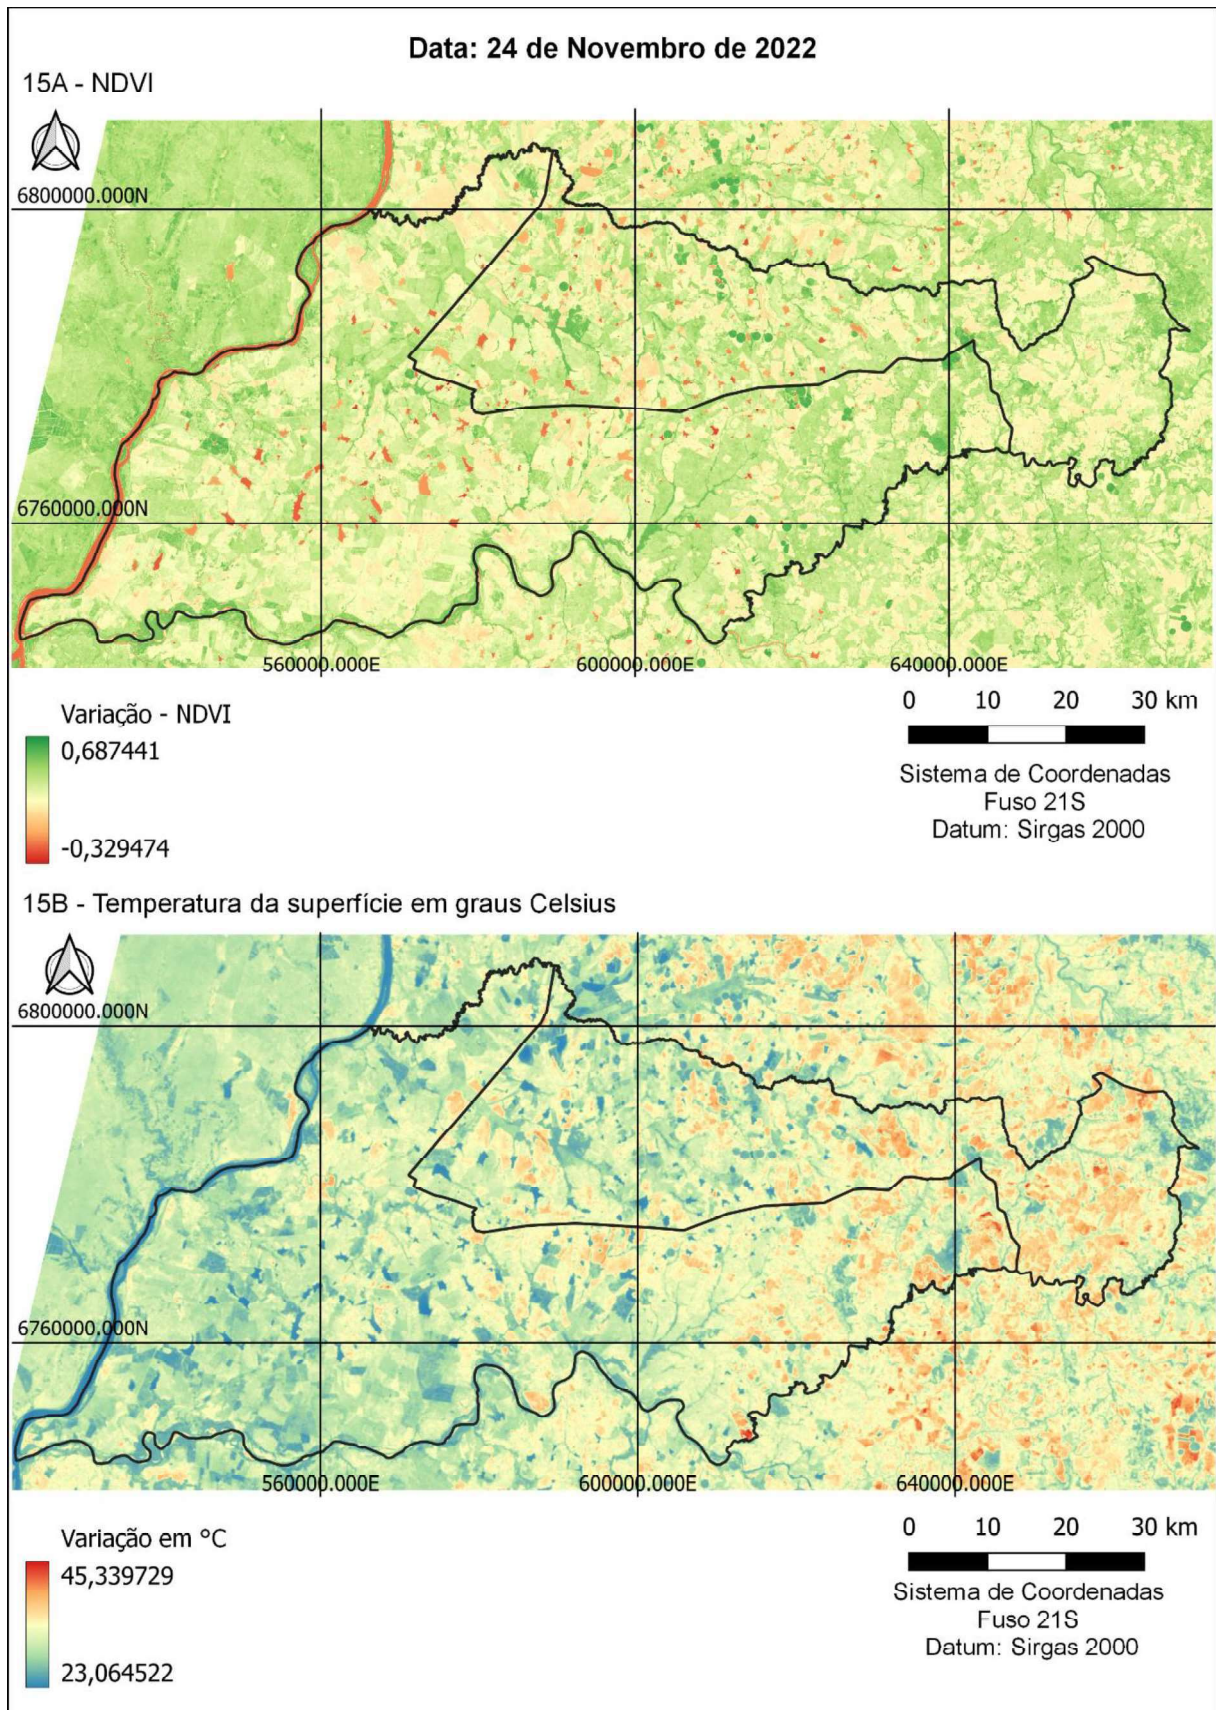 Data: 24 de Novembro de 2022
15A - NDVI
6800000.000N
6760000.000N
560000.000E
600000.000E
640000.000E
Variação - NDVI
0,687441
-0,329474
0 10 20 30 km
Sistema de Coordenadas
Fuso 21S
Datum: Sirgas 2000
15B - Temperatura da superfície em graus Celsius
6800000.000N
6760000.000N
560000.000E
600000.000E
640000.000E
Variação em °C
45,339729
23,064522
0 10 20 30 km
Sistema de Coordenadas
Fuso 21S
Datum: Sirgas 2000